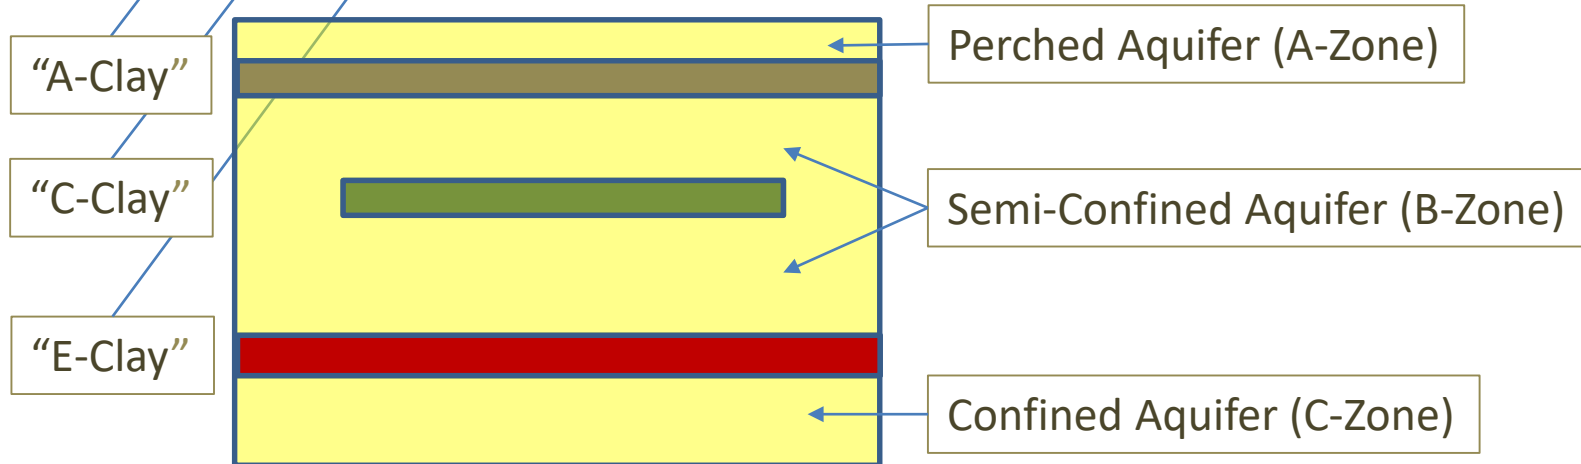 “A-Clay”
Perched Aquifer (A-Zone)
“C-Clay”
Semi-Confined Aquifer (B-Zone)
“E-Clay”
Confined Aquifer (C-Zone)